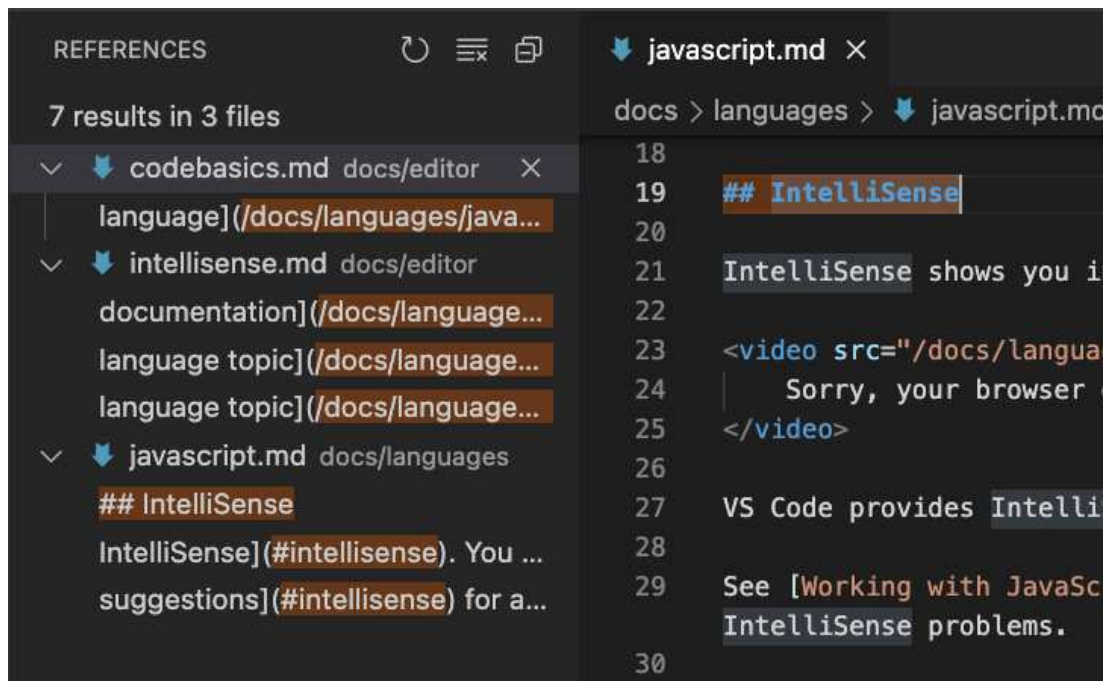 REFERENCES
7 results in 3 files
codebasics.md docs/editor
language](/docs/languages/java...
intellisense.md docs/editor
documentation](/docs/language...
language topic](/docs/language...
language topic](/docs/language...
javascript.md docs/languages
## IntelliSense
IntelliSense](#intellisense). You ...
suggestions](#intellisense) for a...
javascript.md
docs > languages > javascript.md
18
19 ## IntelliSense
20
21 IntelliSense shows you i
22
23 <video src="/docs/langua
24 Sorry, your browser
25 </video>
26
27 VS Code provides Intelli
28
29 See [Working with JavaSc
IntelliSense problems.
30